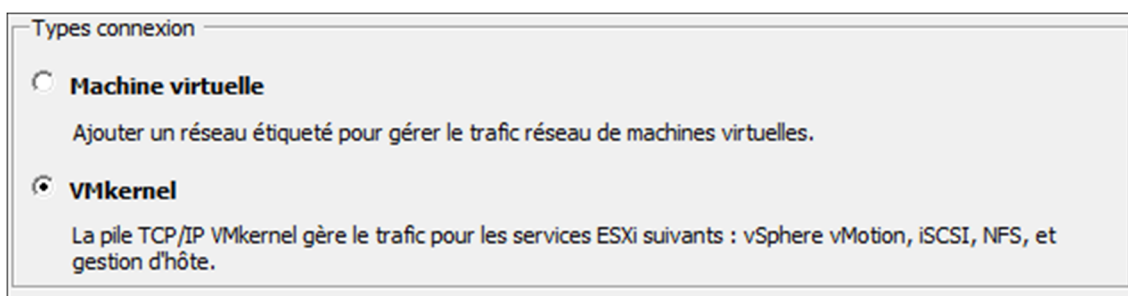 Types connexion
Machine virtuelle
Ajouter un réseau étiqueté pour gérer le trafic réseau de machines virtuelles.
VMkernel
La pile TCP/IP VMkernel gère le trafic pour les services ESXi suivants : vSphere vMotion, iSCSI, NFS, et
gestion d'hôte.